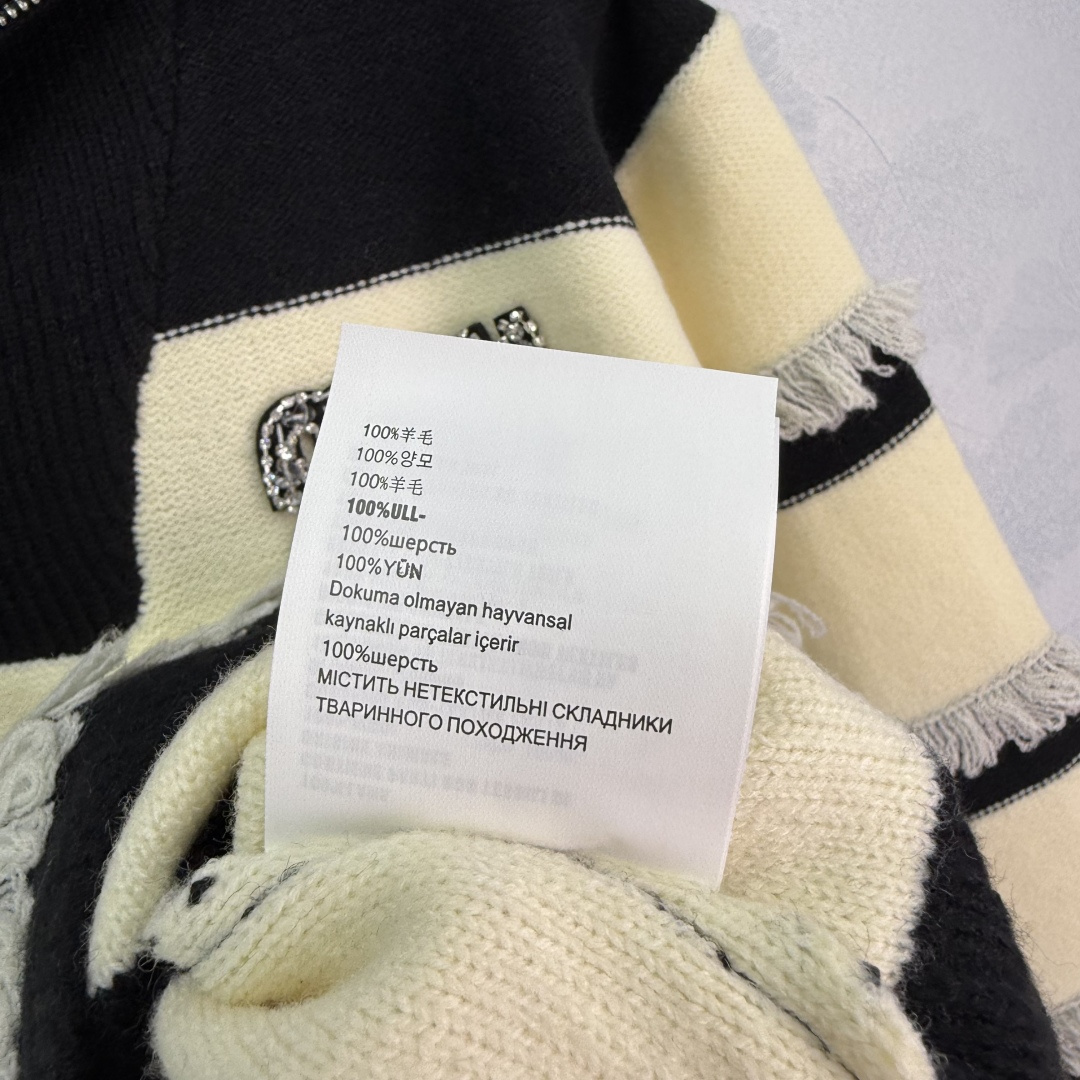 100%羊毛
100%양모
100%羊毛
100%ULL-
100%шерсть
100%YŪN
Dokuma olmayan hayvansal
kaynaklı parçalar içerir
100%шерсть
МІСТИТЬ НЕТЕКСТИЛЬНІ СКЛАДНИКИ
ТВАРИННОГО ПОХОДЖЕННЯ